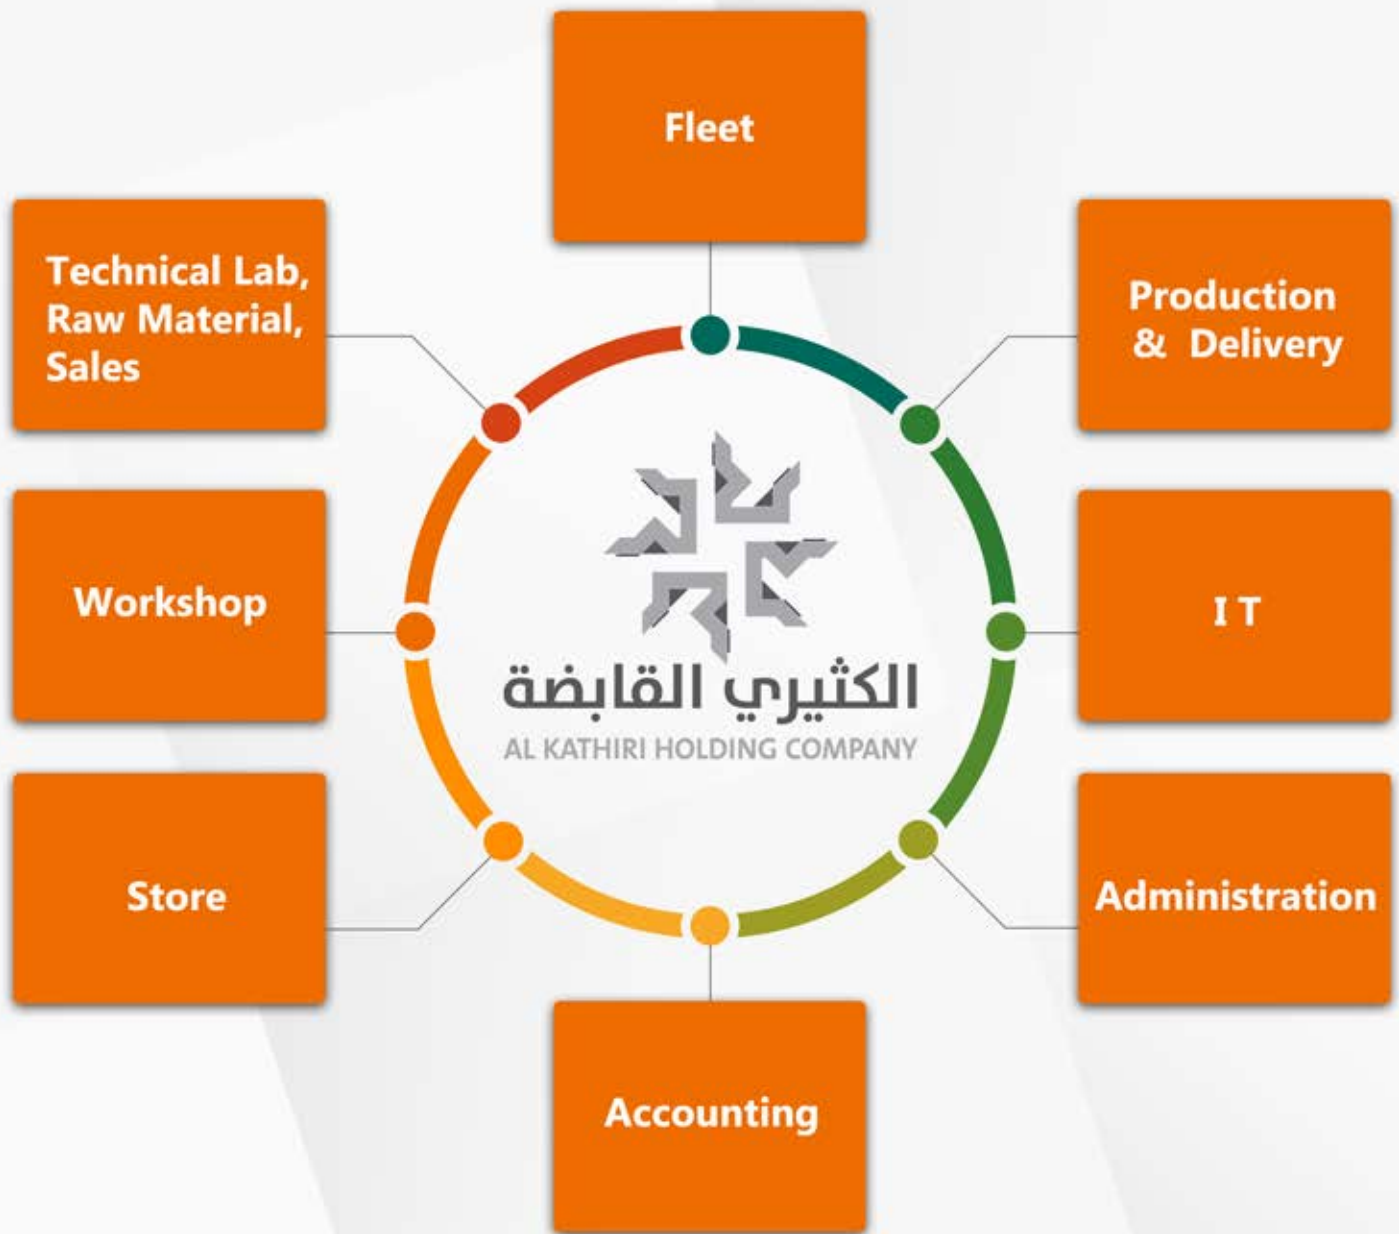 Fleet
Technical Lab,
Raw Material,
Sales
Production
& Delivery
Workshop
I T
الكثيري القابضة
AL KATHIRI HOLDING COMPANY
Store
Administration
Accounting